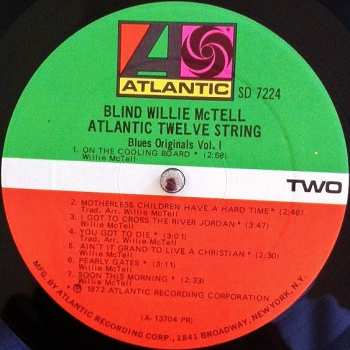 ATLANTIC
SD 7224
BLIND WILLIE McTELL
ATLANTIC TWELVE STRING
Blues Originals Vol. I
1. ON THE COOLING BOARD * (2:58)
Willie McTell
TWO
2. MOTHERLESS CHILDREN HAVE A HARD TIME* (2:46)
Trad. Arr. Willie McTell
3. I GOT TO CROSS THE RIVER JORDAN * (2:47)
Trad. Arr. Willie McTell
4. YOU GOT TO DIE * (3:01)
Willie McTell
5. AIN'T IT GRAND TO LIVE A CHRISTIAN * (2:30)
Willie McTell
6. PEARLY GATES * (3:11)
Willie McTell
7. SOON THIS MORNING * (2:33)
Willie McTell
℗ 1972 ATLANTIC RECORDING CORPORATION
(A- 13704 PR)
MFG. BY ATLANTIC RECORDING CORP., 1841 BROADWAY, NEW YORK, N.Y.